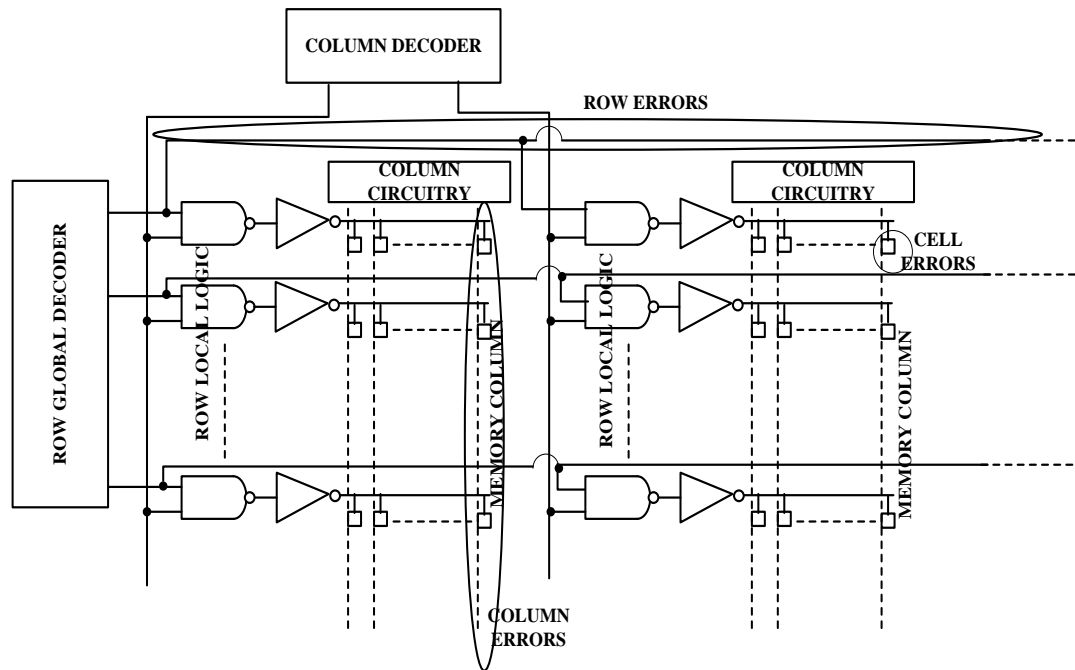 COLUMN DECODER
ROW ERRORS
COLUMN
CIRCUITRY
COLUMN
CIRCUITRY
CELL
ERRORS
ROW GLOBAL DECODER
ROW LOCAL LOGIC
MEMORY COLUMN
ROW LOCAL LOGIC
MEMORY COLUMN
COLUMN
ERRORS